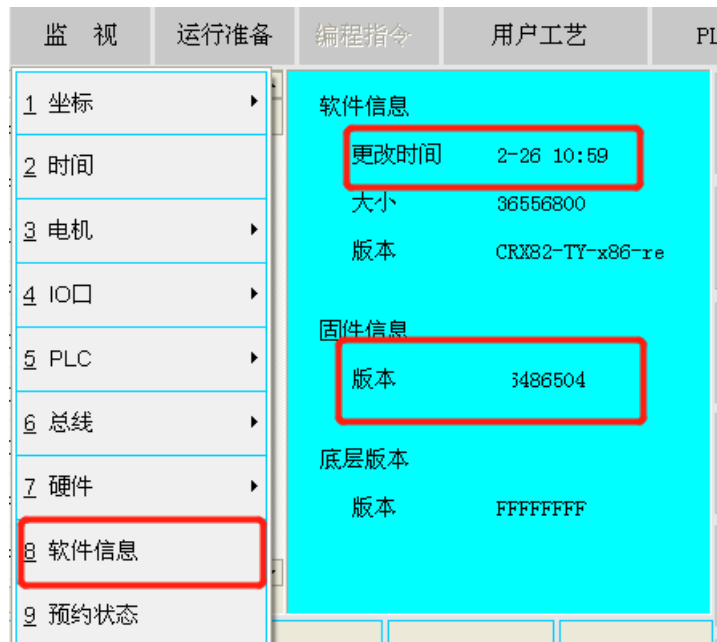 监 视 运行准备 编程指令 用户工艺 PL
1 坐标
2 时间
3 电机
4 IO口
5 PLC
6 总线
7 硬件
8 软件信息
9 预约状态
软件信息
更改时间 2-26 10:59
大小 36556800
版本 CRX82-TY-x86-re
固件信息
版本 5486504
底层版本
版本 FFFFFFFF